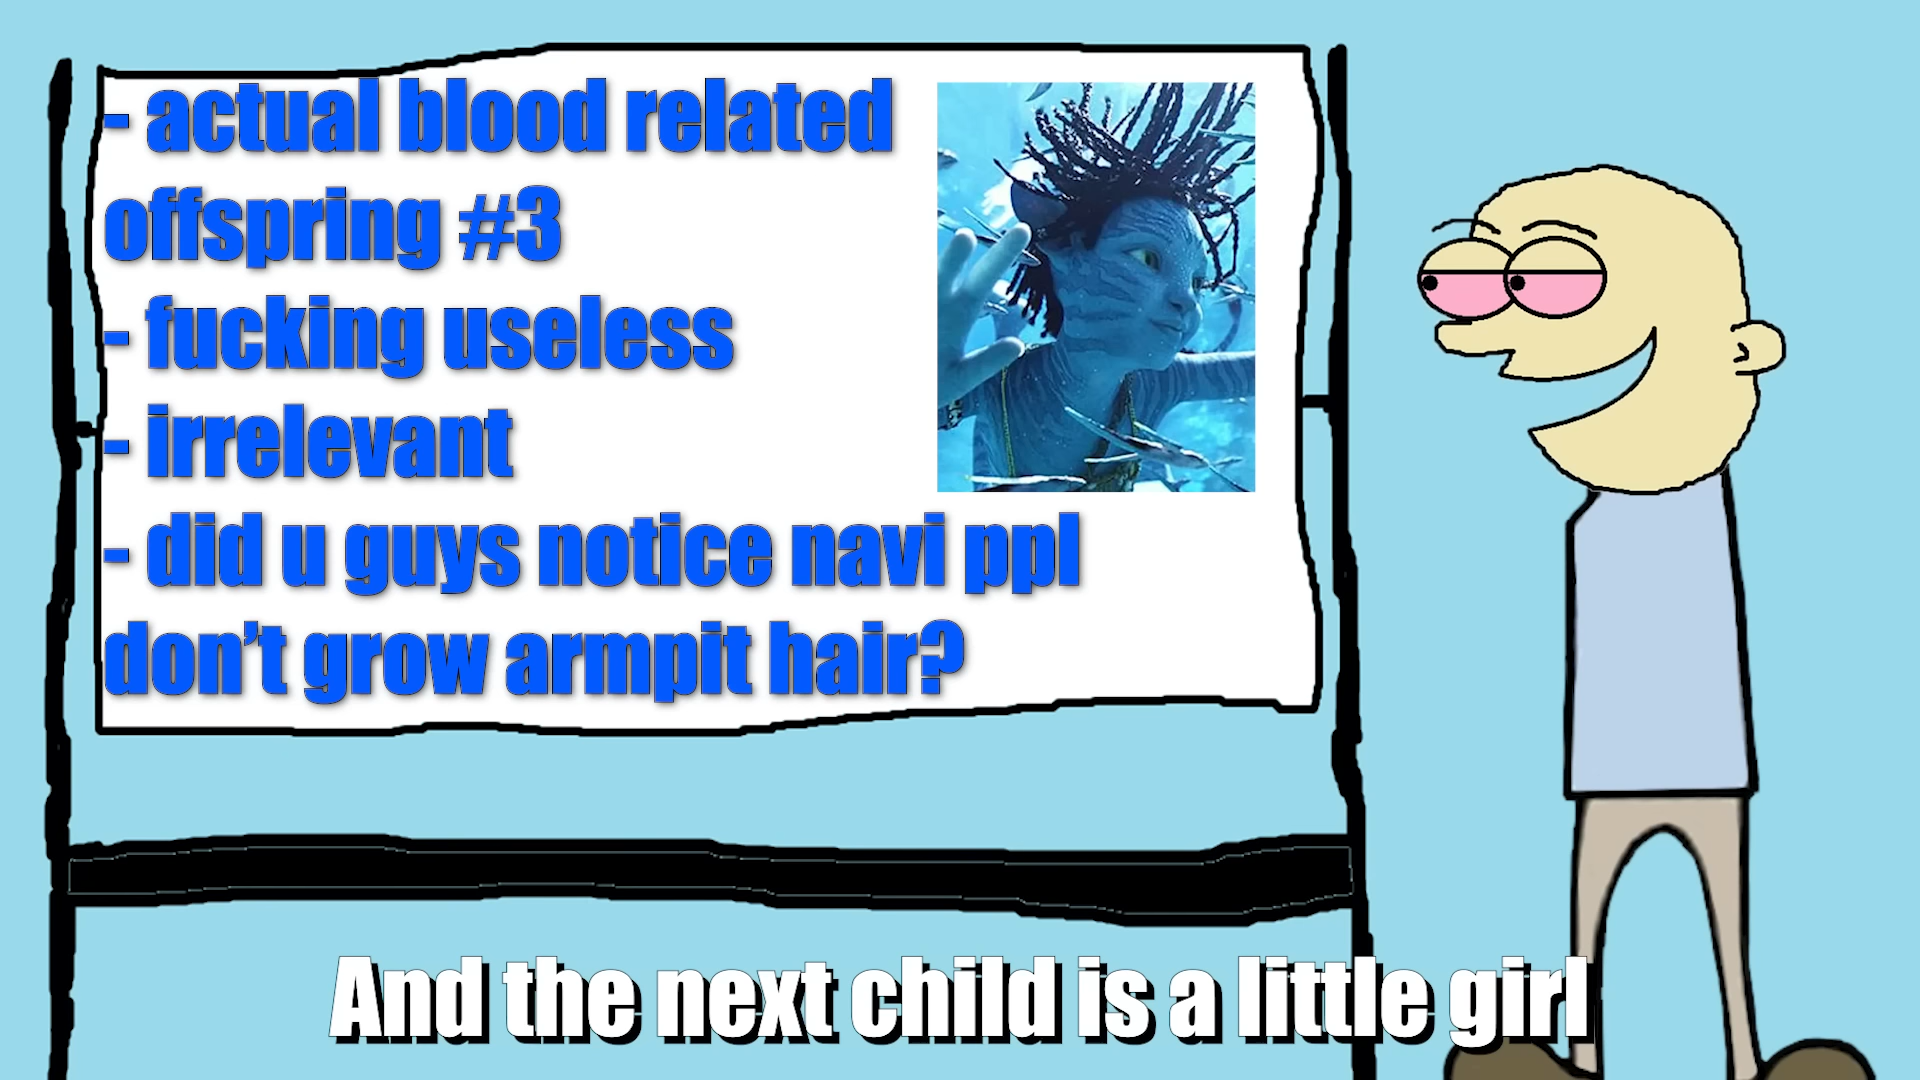 - actual blood related
offspring #3
- fucking useless
- irrelevant
- did u guys notice navi ppl
don't grow armpit hair?
And the next child is a little girl